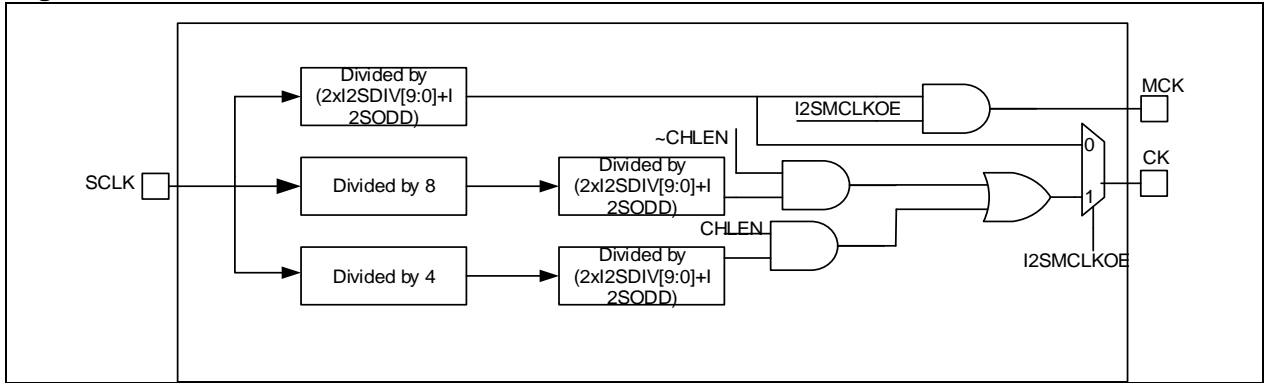 Divided by
(2xI2SDIV[9:0]+I
2SODD)
MCK
I2SMCLKOE
~CHLEN
0
CK
SCLK
Divided by 8
Divided by
(2xI2SDIV[9:0]+I
2SODD)
1
CHLEN
I2SMCLKOE
Divided by 4
Divided by
(2xI2SDIV[9:0]+I
2SODD)